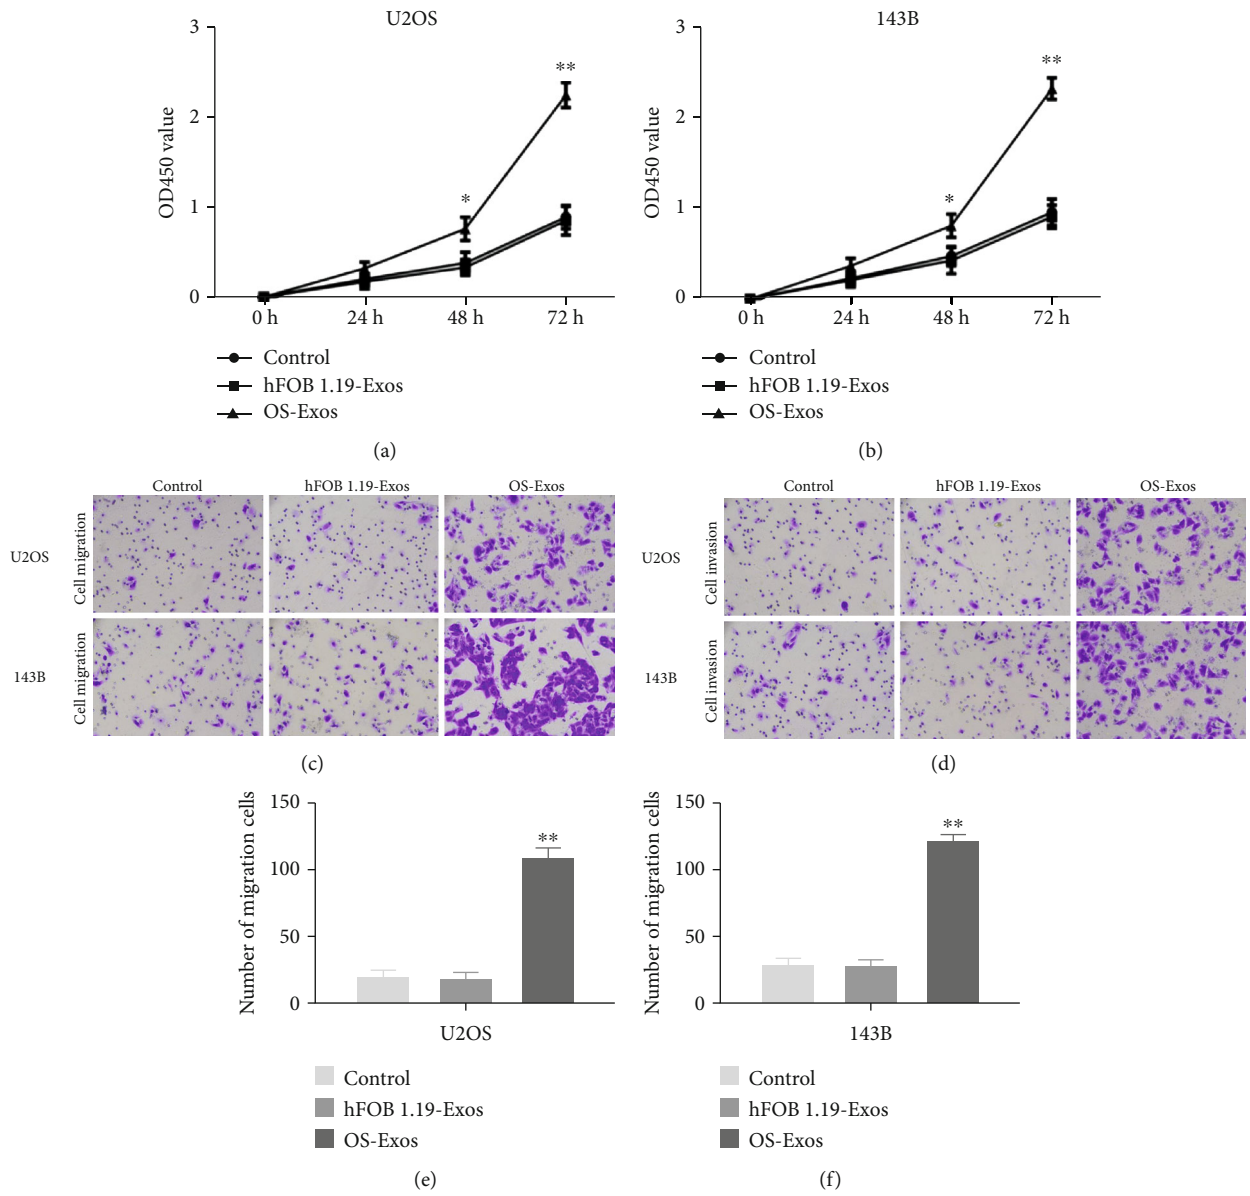 U2OS
143B
3
2
1
0
OD450 value
**
*
0 h 24 h 48 h 72 h
Control
hFOB 1.19-Exos
OS-Exos
(a)
3
2
1
0
OD450 value
**
*
0 h 24 h 48 h 72 h
Control
hFOB 1.19-Exos
OS-Exos
(b)
Control hFOB 1.19-Exos OS-Exos
U2OS
Cell migration
143B
Cell migration
(c)
Control hFOB 1.19-Exos OS-Exos
U2OS
Cell invasion
143B
Cell invasion
(d)
Number of migration cells
150
100
50
0
**
U2OS
Control
hFOB 1.19-Exos
OS-Exos
(e)
Number of migration cells
150
100
50
0
**
143B
Control
hFOB 1.19-Exos
OS-Exos
(f)